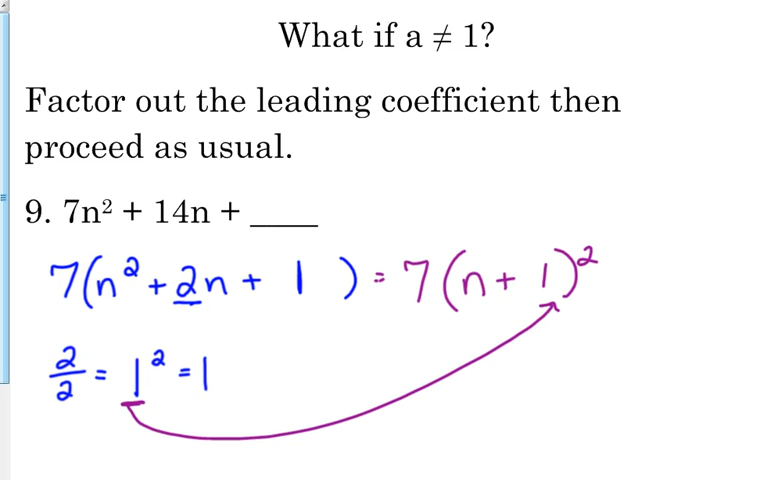 What if a ≠ 1?
Factor out the leading coefficient then
proceed as usual.
9. 7n² + 14n + ____
7(n² + 2n + 1 ) = 7(n + 1)²
2/2 = 1² = 1